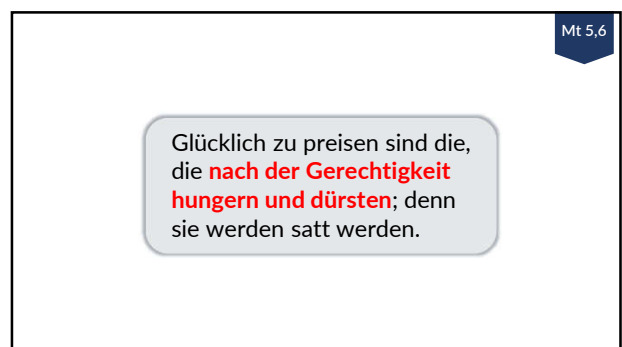 Mt 5,6
Glücklich zu preisen sind die,
die nach der Gerechtigkeit
hungern und dürsten; denn
sie werden satt werden.